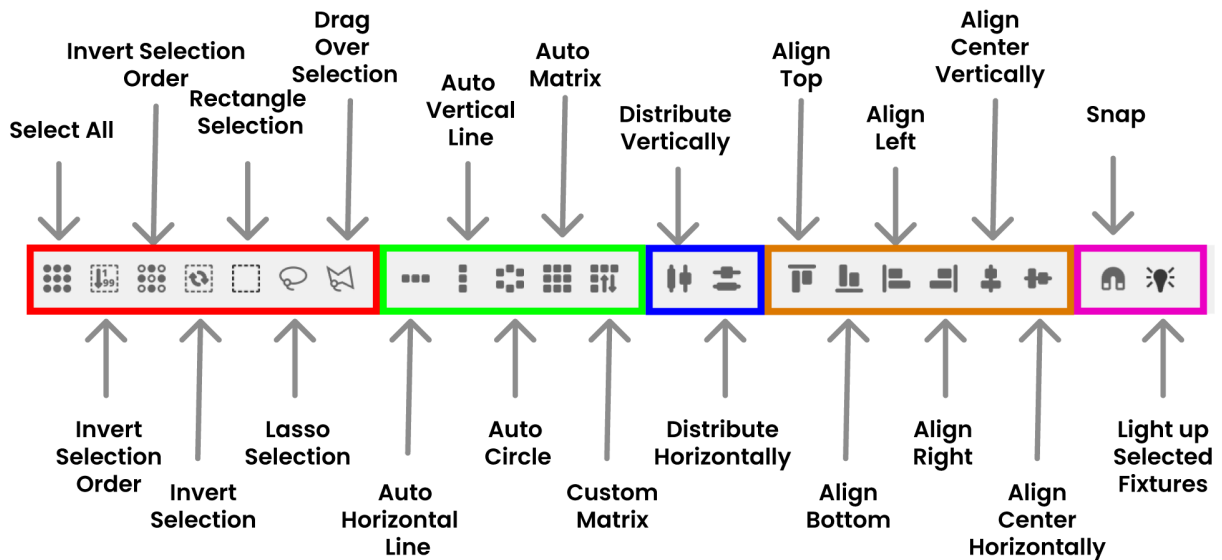 Drag
Over
Selection
Align
Center
Vertically
Invert Selection
Order
Auto
Matrix
Align
Top
Auto
Vertical
Line
Rectangle
Selection
Distribute
Vertically
Align
Left
Snap
Select All
1
99
Invert
Selection
Order
Lasso
Selection
Auto
Circle
Distribute
Horizontally
Align
Right
Light up
Selected
Fixtures
Invert
Selection
Auto
Horizontal
Line
Custom
Matrix
Align
Bottom
Align
Center
Horizontally